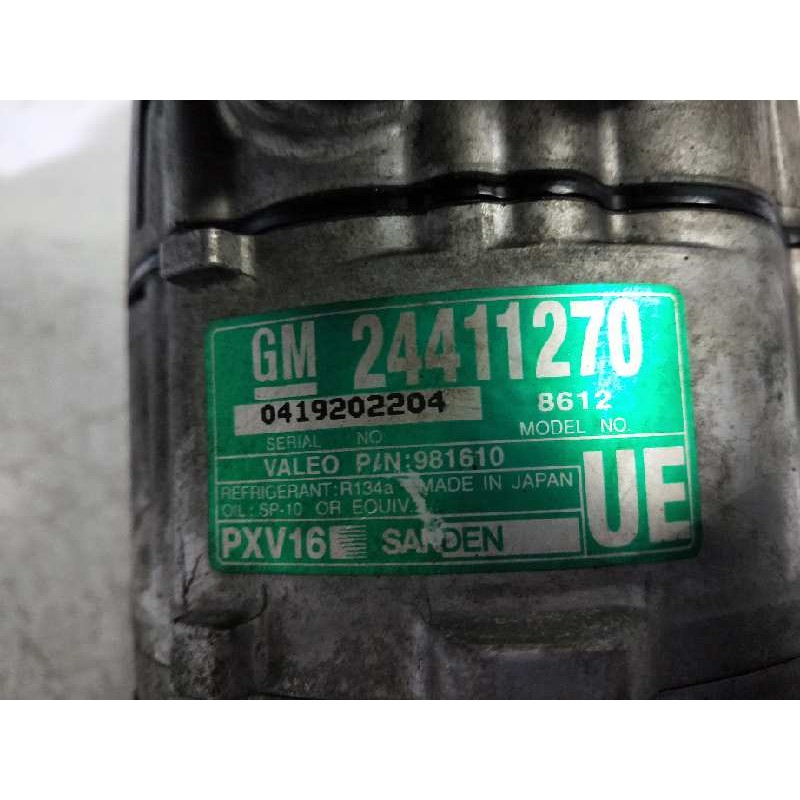 GM 24411270
0419202204 8612
SERIAL NO MODEL NO.
VALEO P/N:981610
REFRIGERANT:R134a MADE IN JAPAN
OIL:SP-10 OR EQUIV.
PXV16 SANDEN
UE